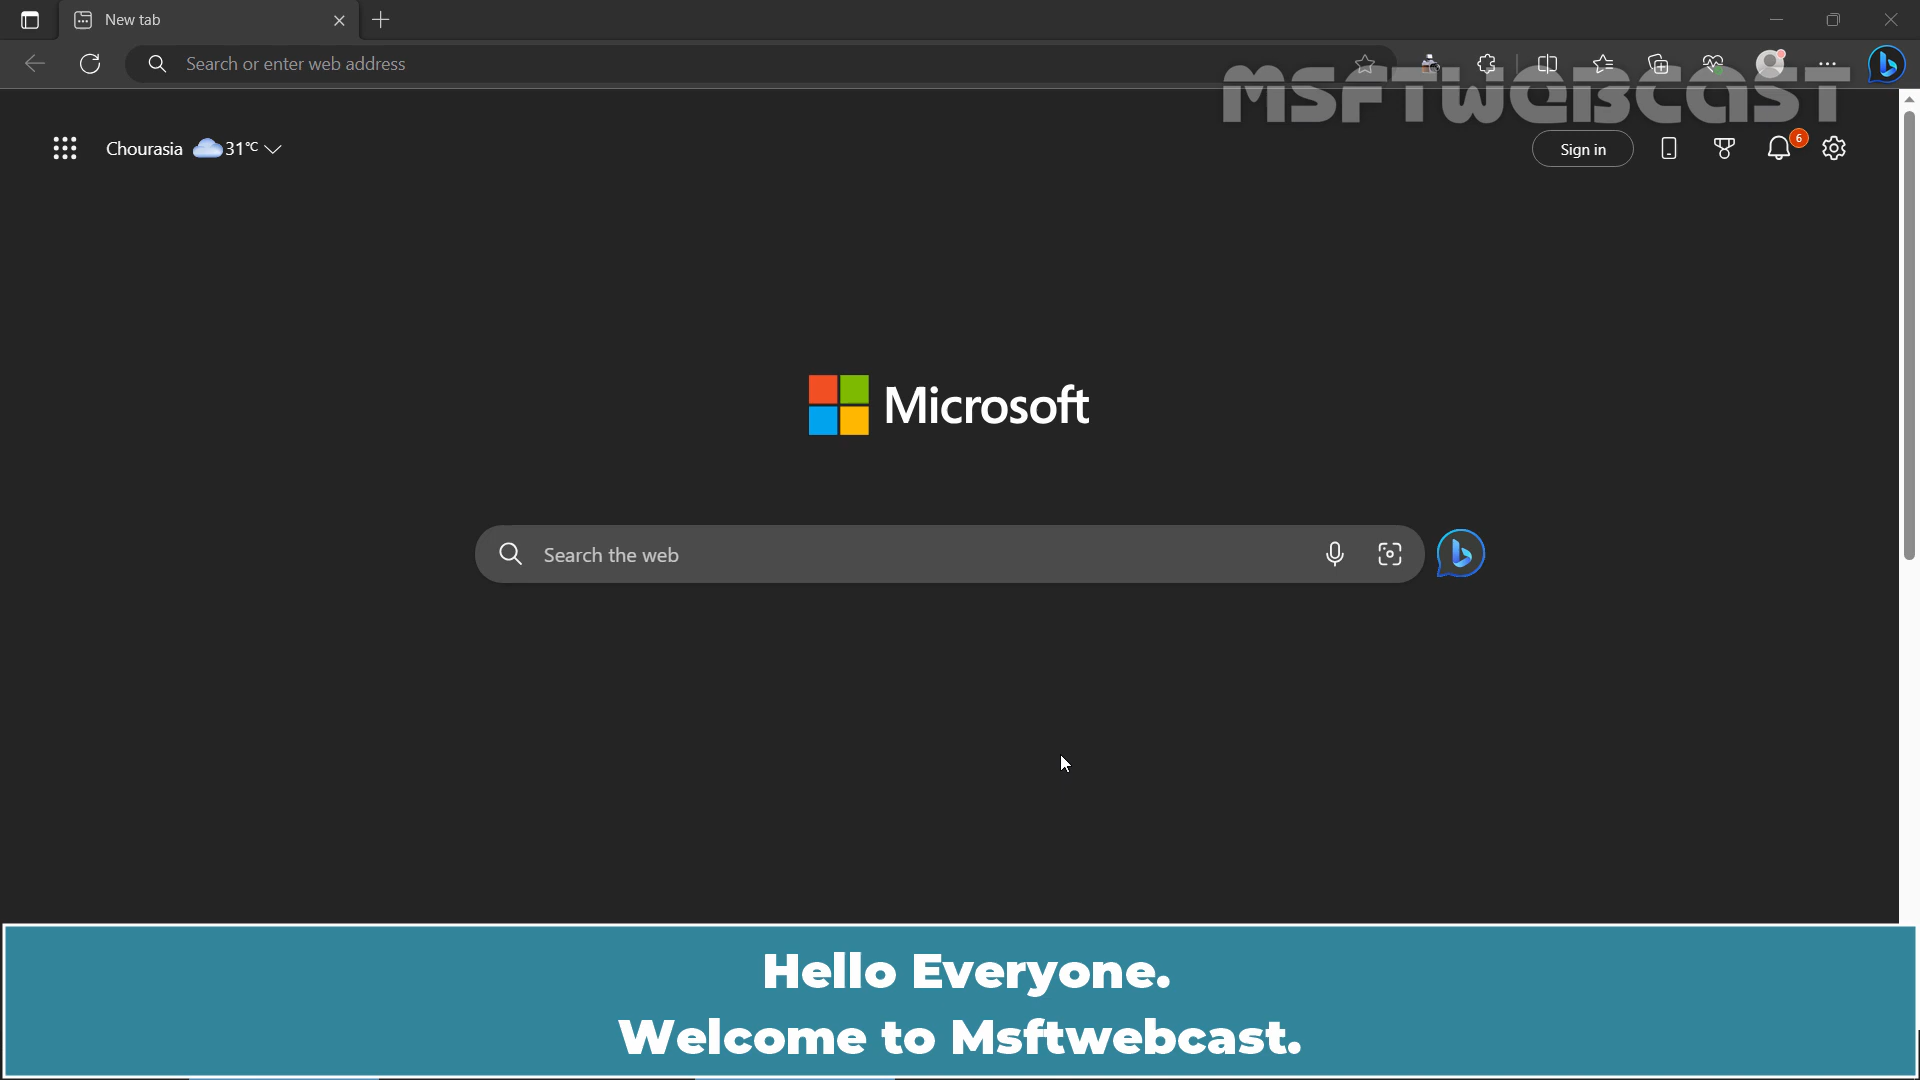 New tab
Search or enter web address
MSFTWEBCAST
Chourasia 31°C
Sign in
6
Microsoft
Search the web
Hello Everyone.
Welcome to Msftwebcast.